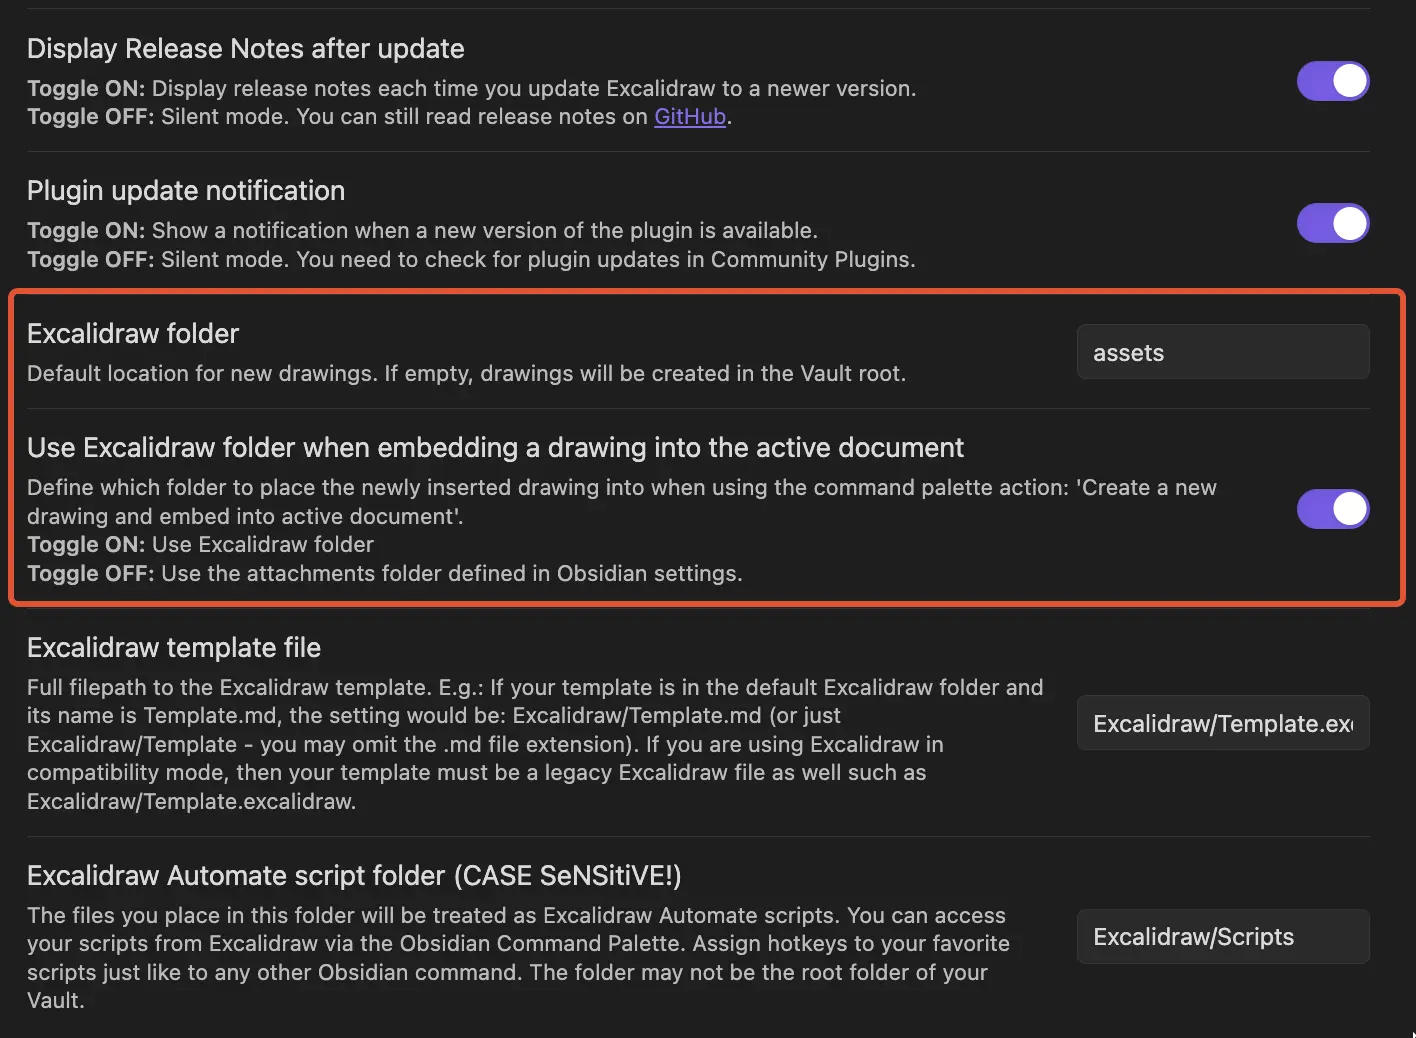 Display Release Notes after update
Toggle ON: Display release notes each time you update Excalidraw to a newer version.
Toggle OFF: Silent mode. You can still read release notes on GitHub.
Plugin update notification
Toggle ON: Show a notification when a new version of the plugin is available.
Toggle OFF: Silent mode. You need to check for plugin updates in Community Plugins.
Excalidraw folder
Default location for new drawings. If empty, drawings will be created in the Vault root.
assets
Use Excalidraw folder when embedding a drawing into the active document
Define which folder to place the newly inserted drawing into when using the command palette action: 'Create a new
drawing and embed into active document'.
Toggle ON: Use Excalidraw folder
Toggle OFF: Use the attachments folder defined in Obsidian settings.
Excalidraw template file
Full filepath to the Excalidraw template. E.g.: If your template is in the default Excalidraw folder and
its name is Template.md, the setting would be: Excalidraw/Template.md (or just
Excalidraw/Template - you may omit the .md file extension). If you are using Excalidraw in
compatibility mode, then your template must be a legacy Excalidraw file as well such as
Excalidraw/Template.excalidraw.
Excalidraw/Template.ex
Excalidraw Automate script folder (CASE SeNSitiVE!)
The files you place in this folder will be treated as Excalidraw Automate scripts. You can access
your scripts from Excalidraw via the Obsidian Command Palette. Assign hotkeys to your favorite
scripts just like to any other Obsidian command. The folder may not be the root folder of your
Vault.
Excalidraw/Scripts